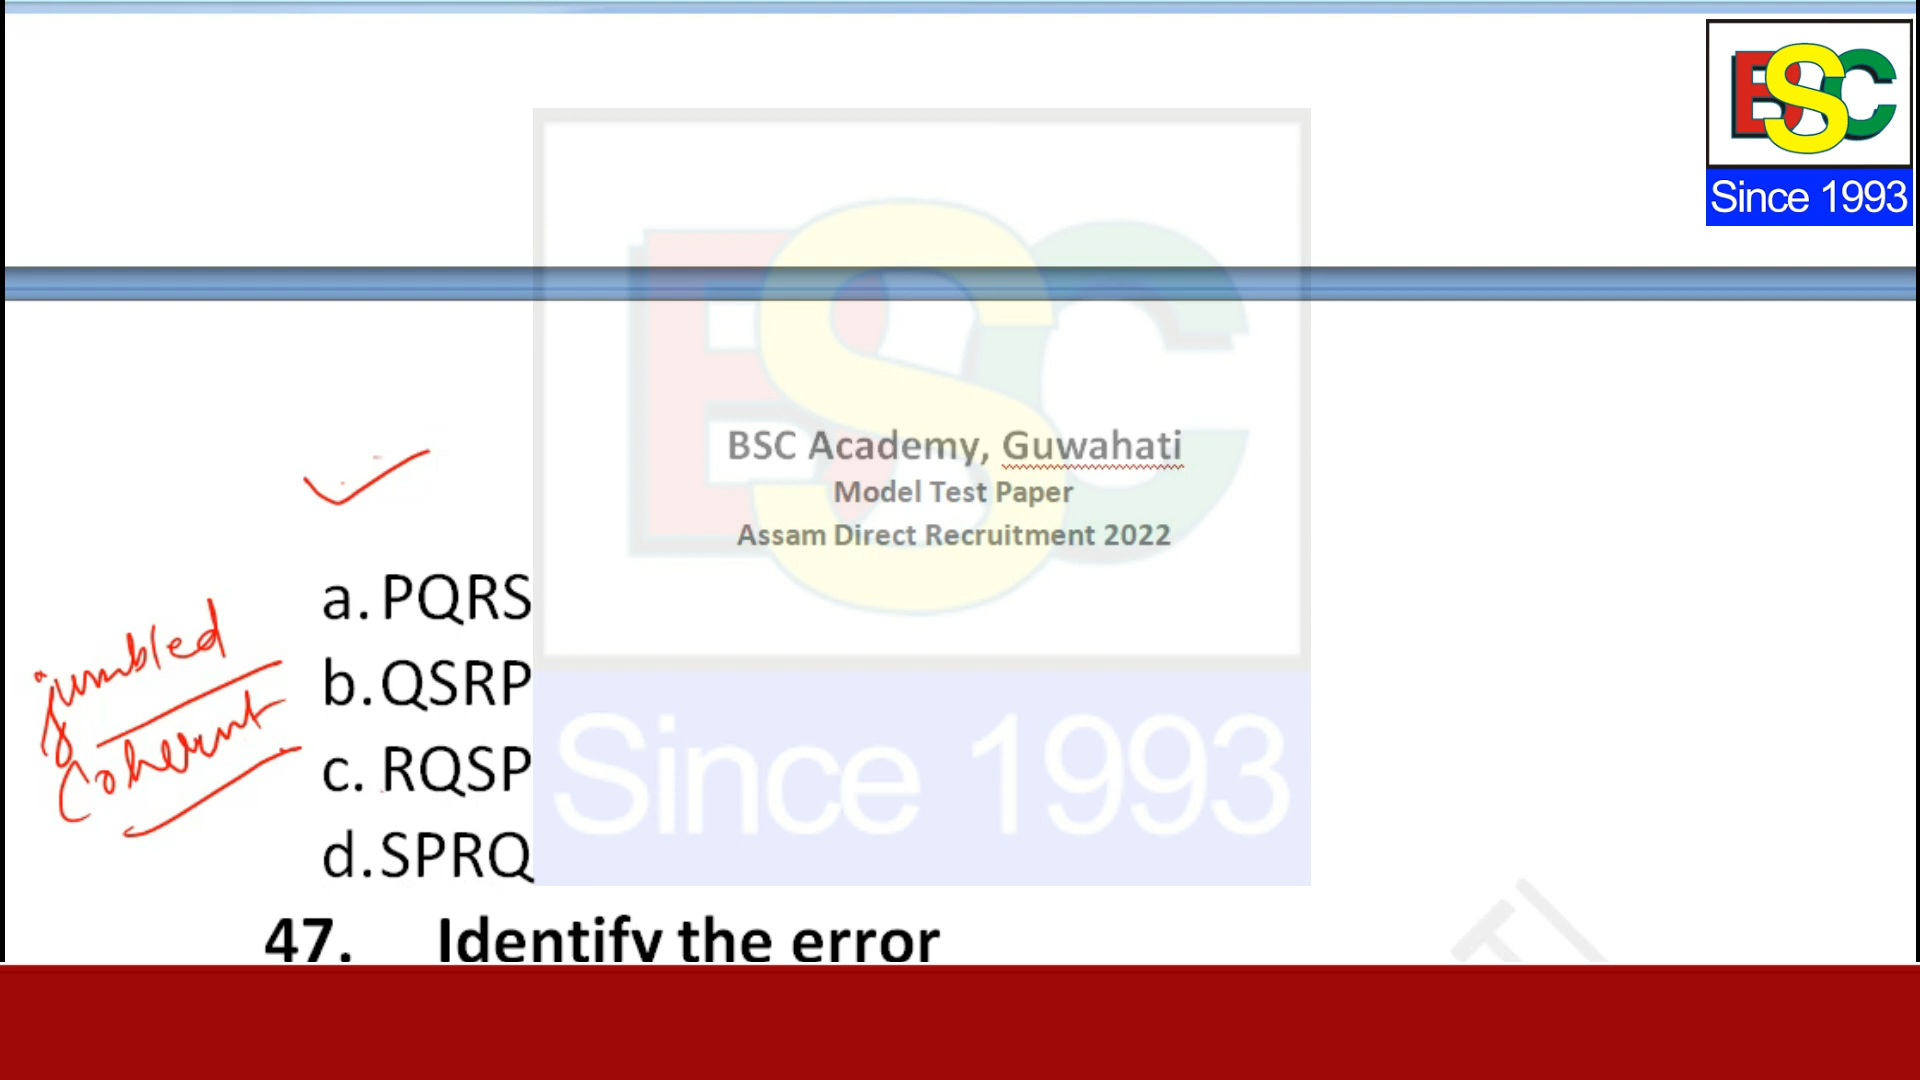 BSC
Since 1993
BSC Academy, Guwahati
Model Test Paper
Assam Direct Recruitment 2022
a. PQRS
b. QSRP
c. RQSP
d. SPRQ
jumbled
Coherent
BSC
Since 1993
47. Identify the error